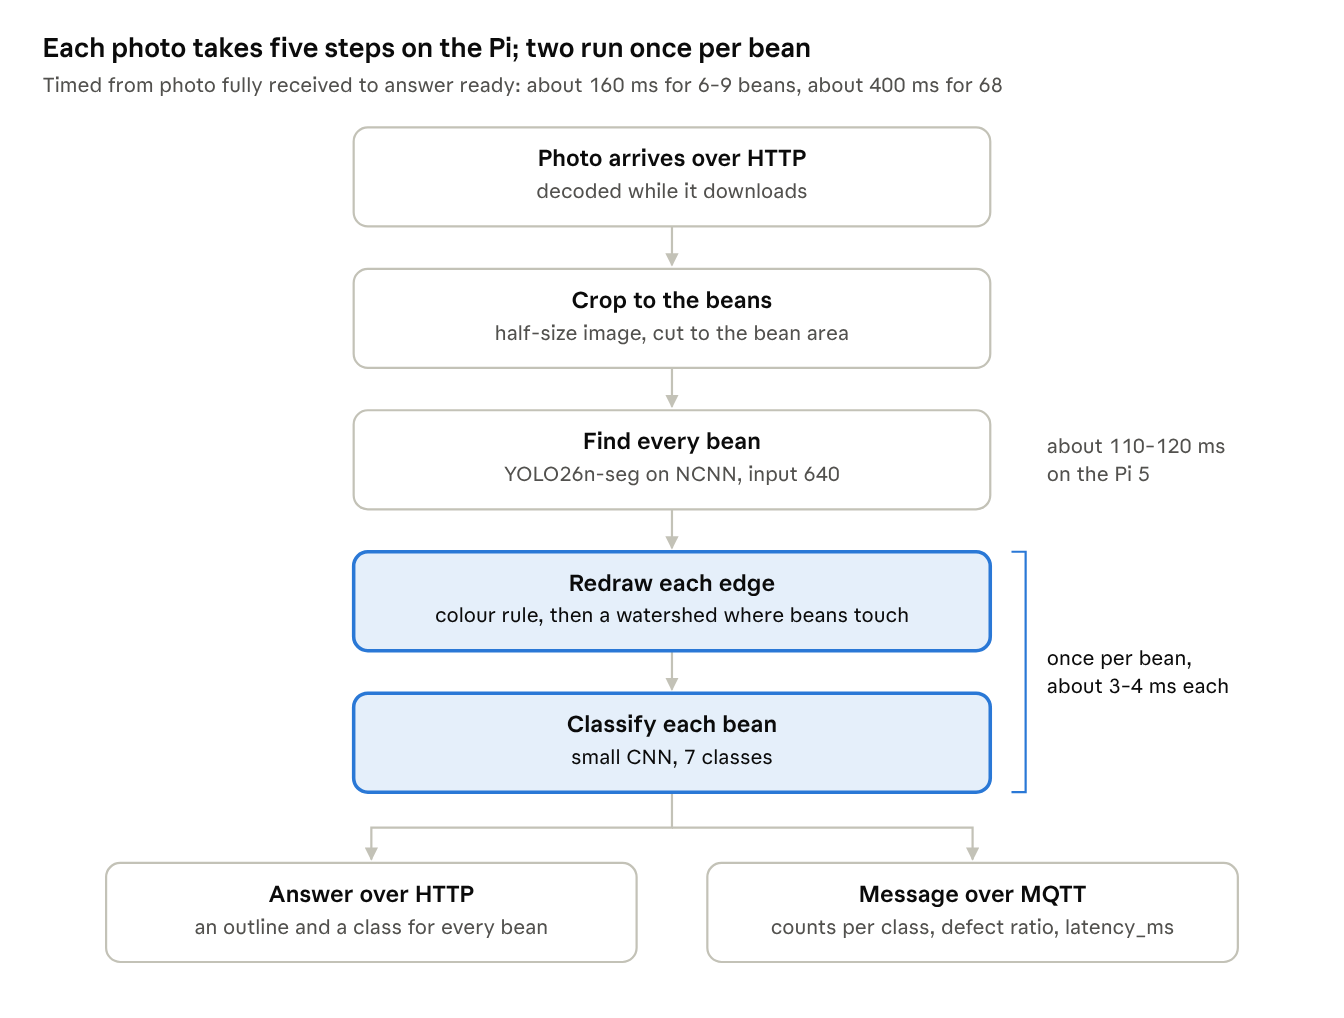 Each photo takes five steps on the Pi; two run once per bean
Timed from photo fully received to answer ready: about 160 ms for 6–9 beans, about 400 ms for 68
Photo arrives over HTTP
decoded while it downloads
Crop to the beans
half-size image, cut to the bean area
Find every bean
YOLO26n-seg on NCNN, input 640
about 110–120 ms
on the Pi 5
Redraw each edge
colour rule, then a watershed where beans touch
once per bean,
about 3–4 ms each
Classify each bean
small CNN, 7 classes
Answer over HTTP
an outline and a class for every bean
Message over MQTT
counts per class, defect ratio, latency_ms